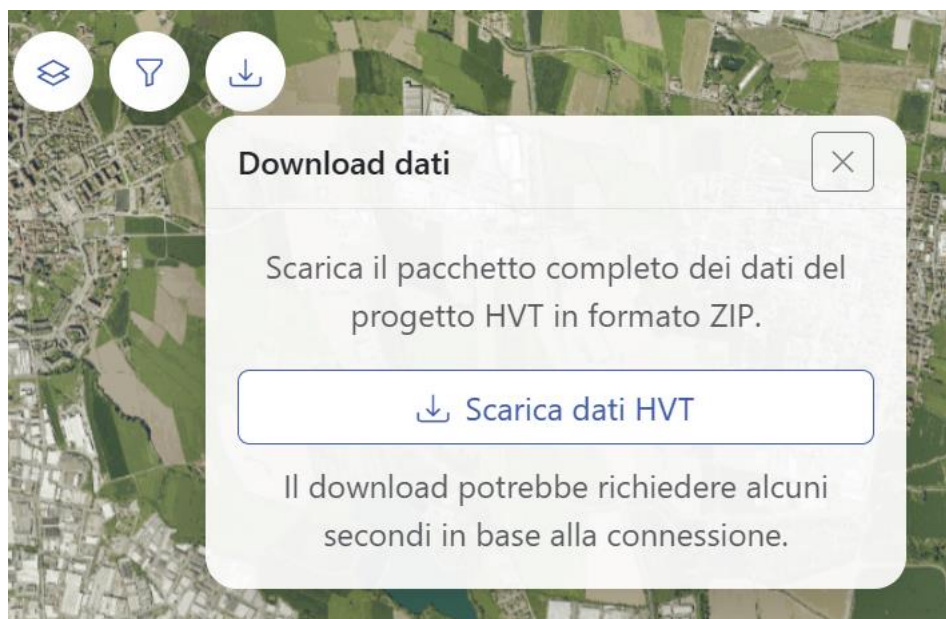 Download dati
Scarica il pacchetto completo dei dati del
progetto HVT in formato ZIP.
Scarica dati HVT
Il download potrebbe richiedere alcuni
secondi in base alla connessione.